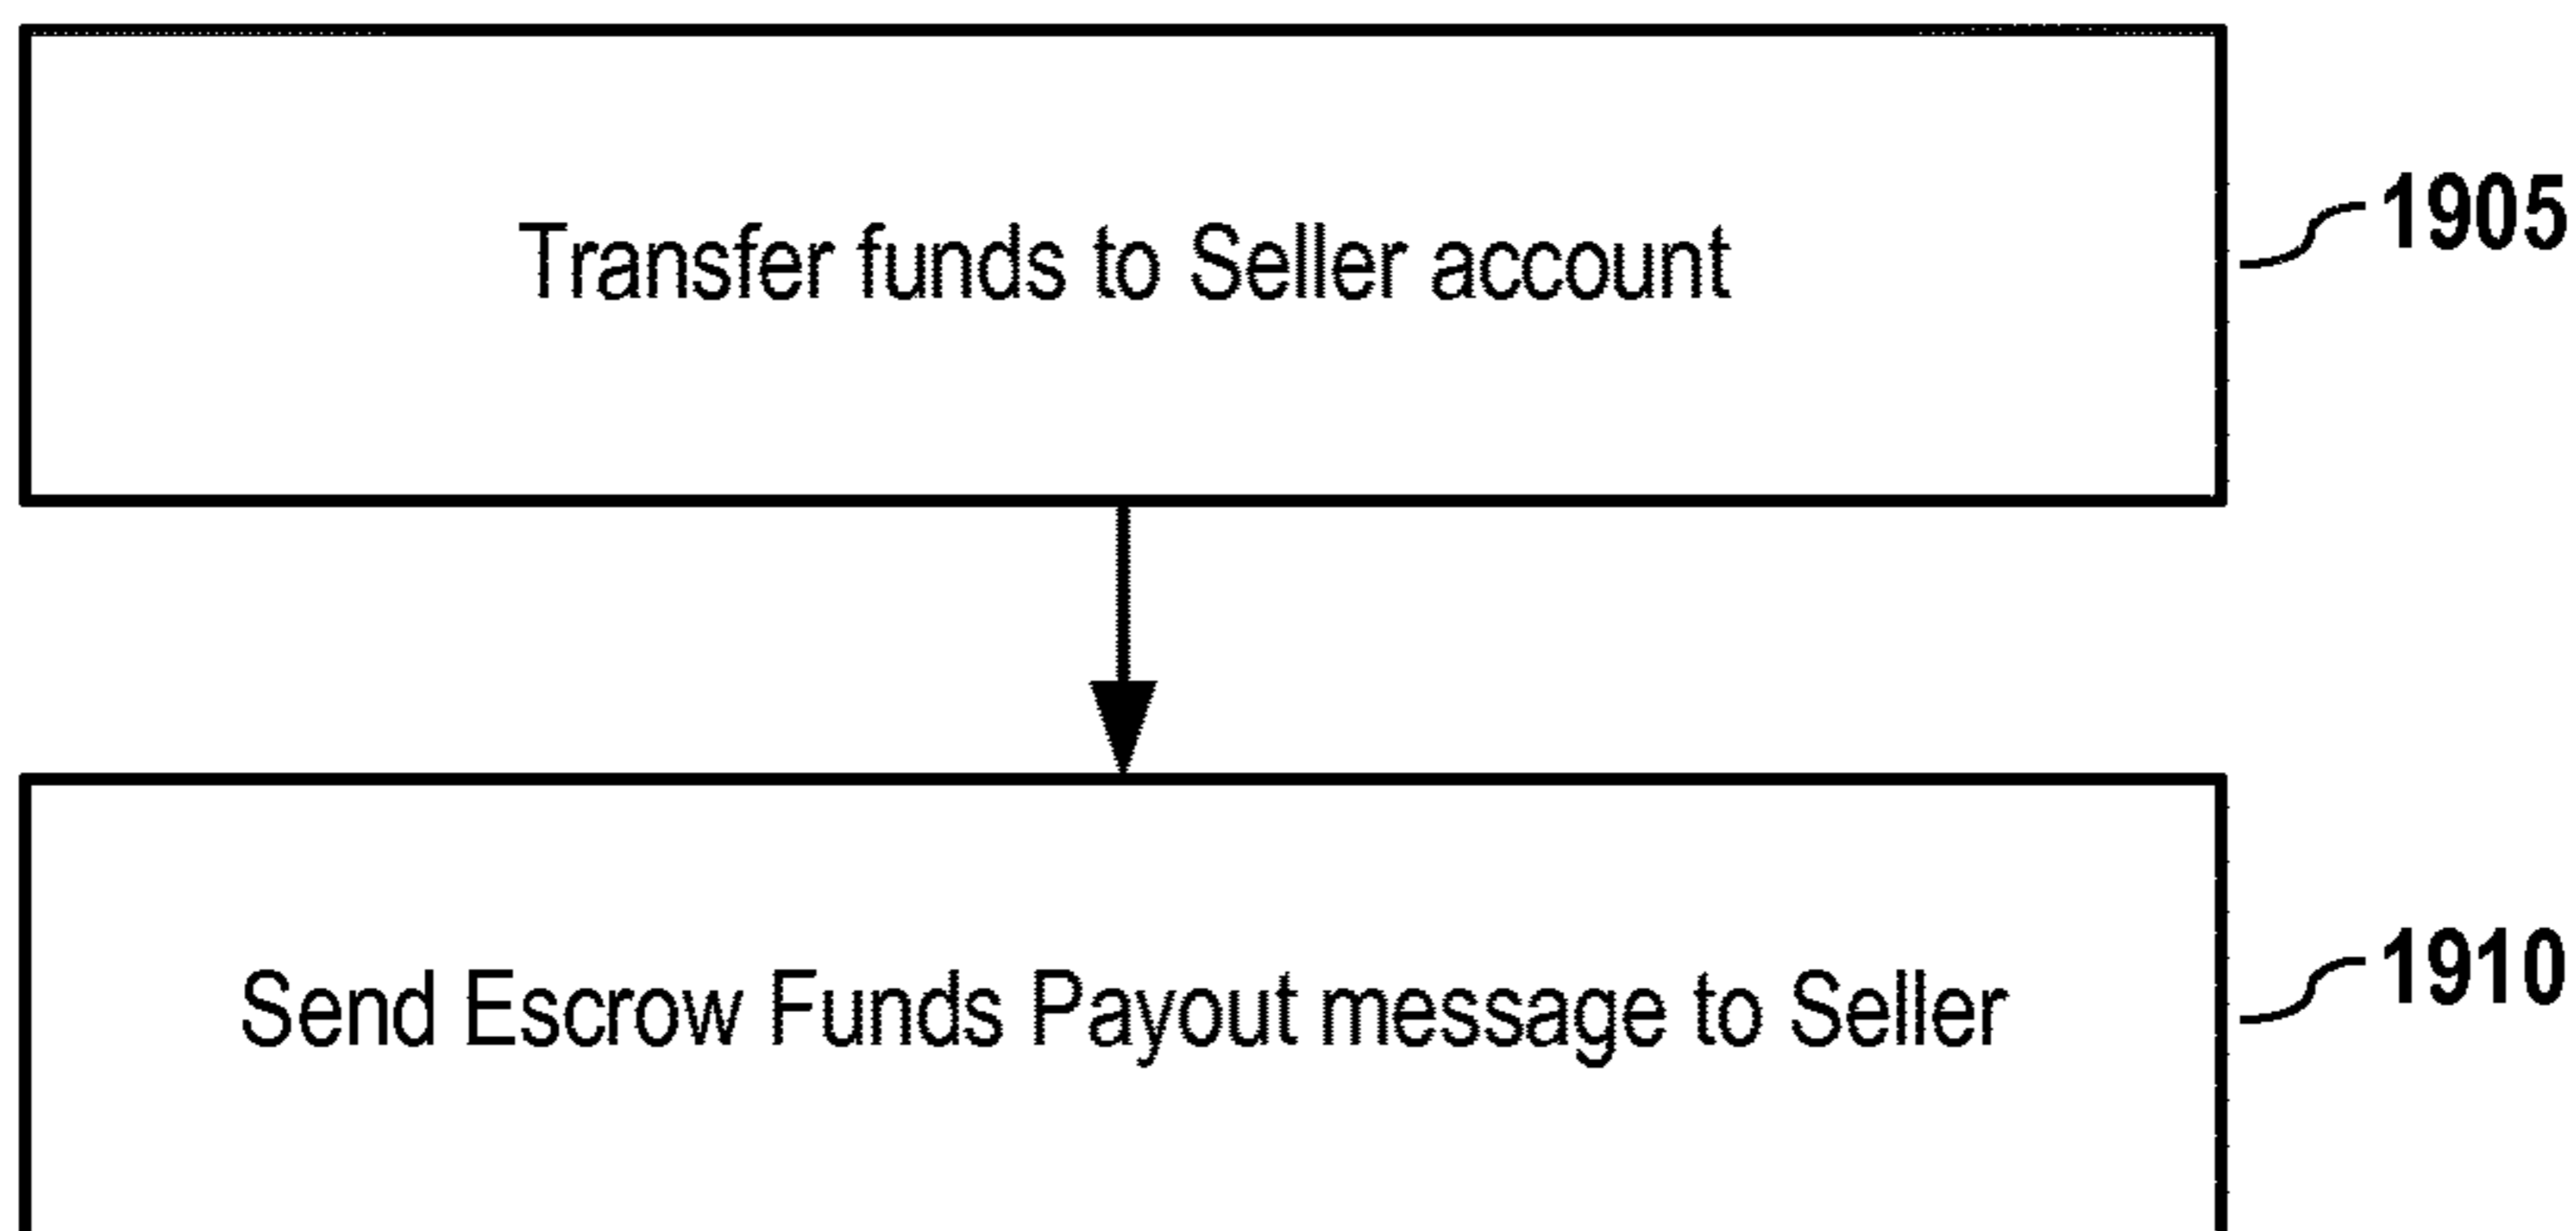 Transfer funds to Seller account
1905
Send Escrow Funds Payout message to Seller
1910